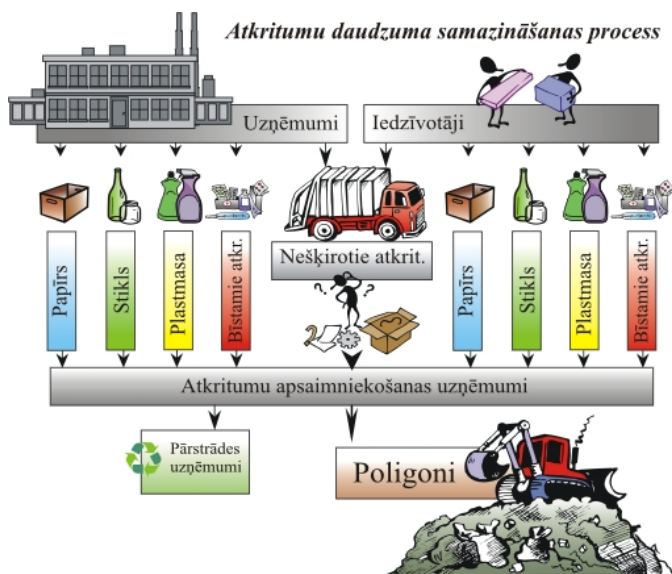 Atkritumu daudzuma samazināšanas process
Uzņēmumi
Iedzīvotāji
Papīrs
Stikls
Plastmasa
Bīstamie atkr.
Nešķirotie atkrit.
Papīrs
Stikls
Plastmasa
Bīstamie atkr.
? ?
Atkritumu apsaimniekošanas uzņēmumi
Pārstrādes
uzņēmumi
Poligoni